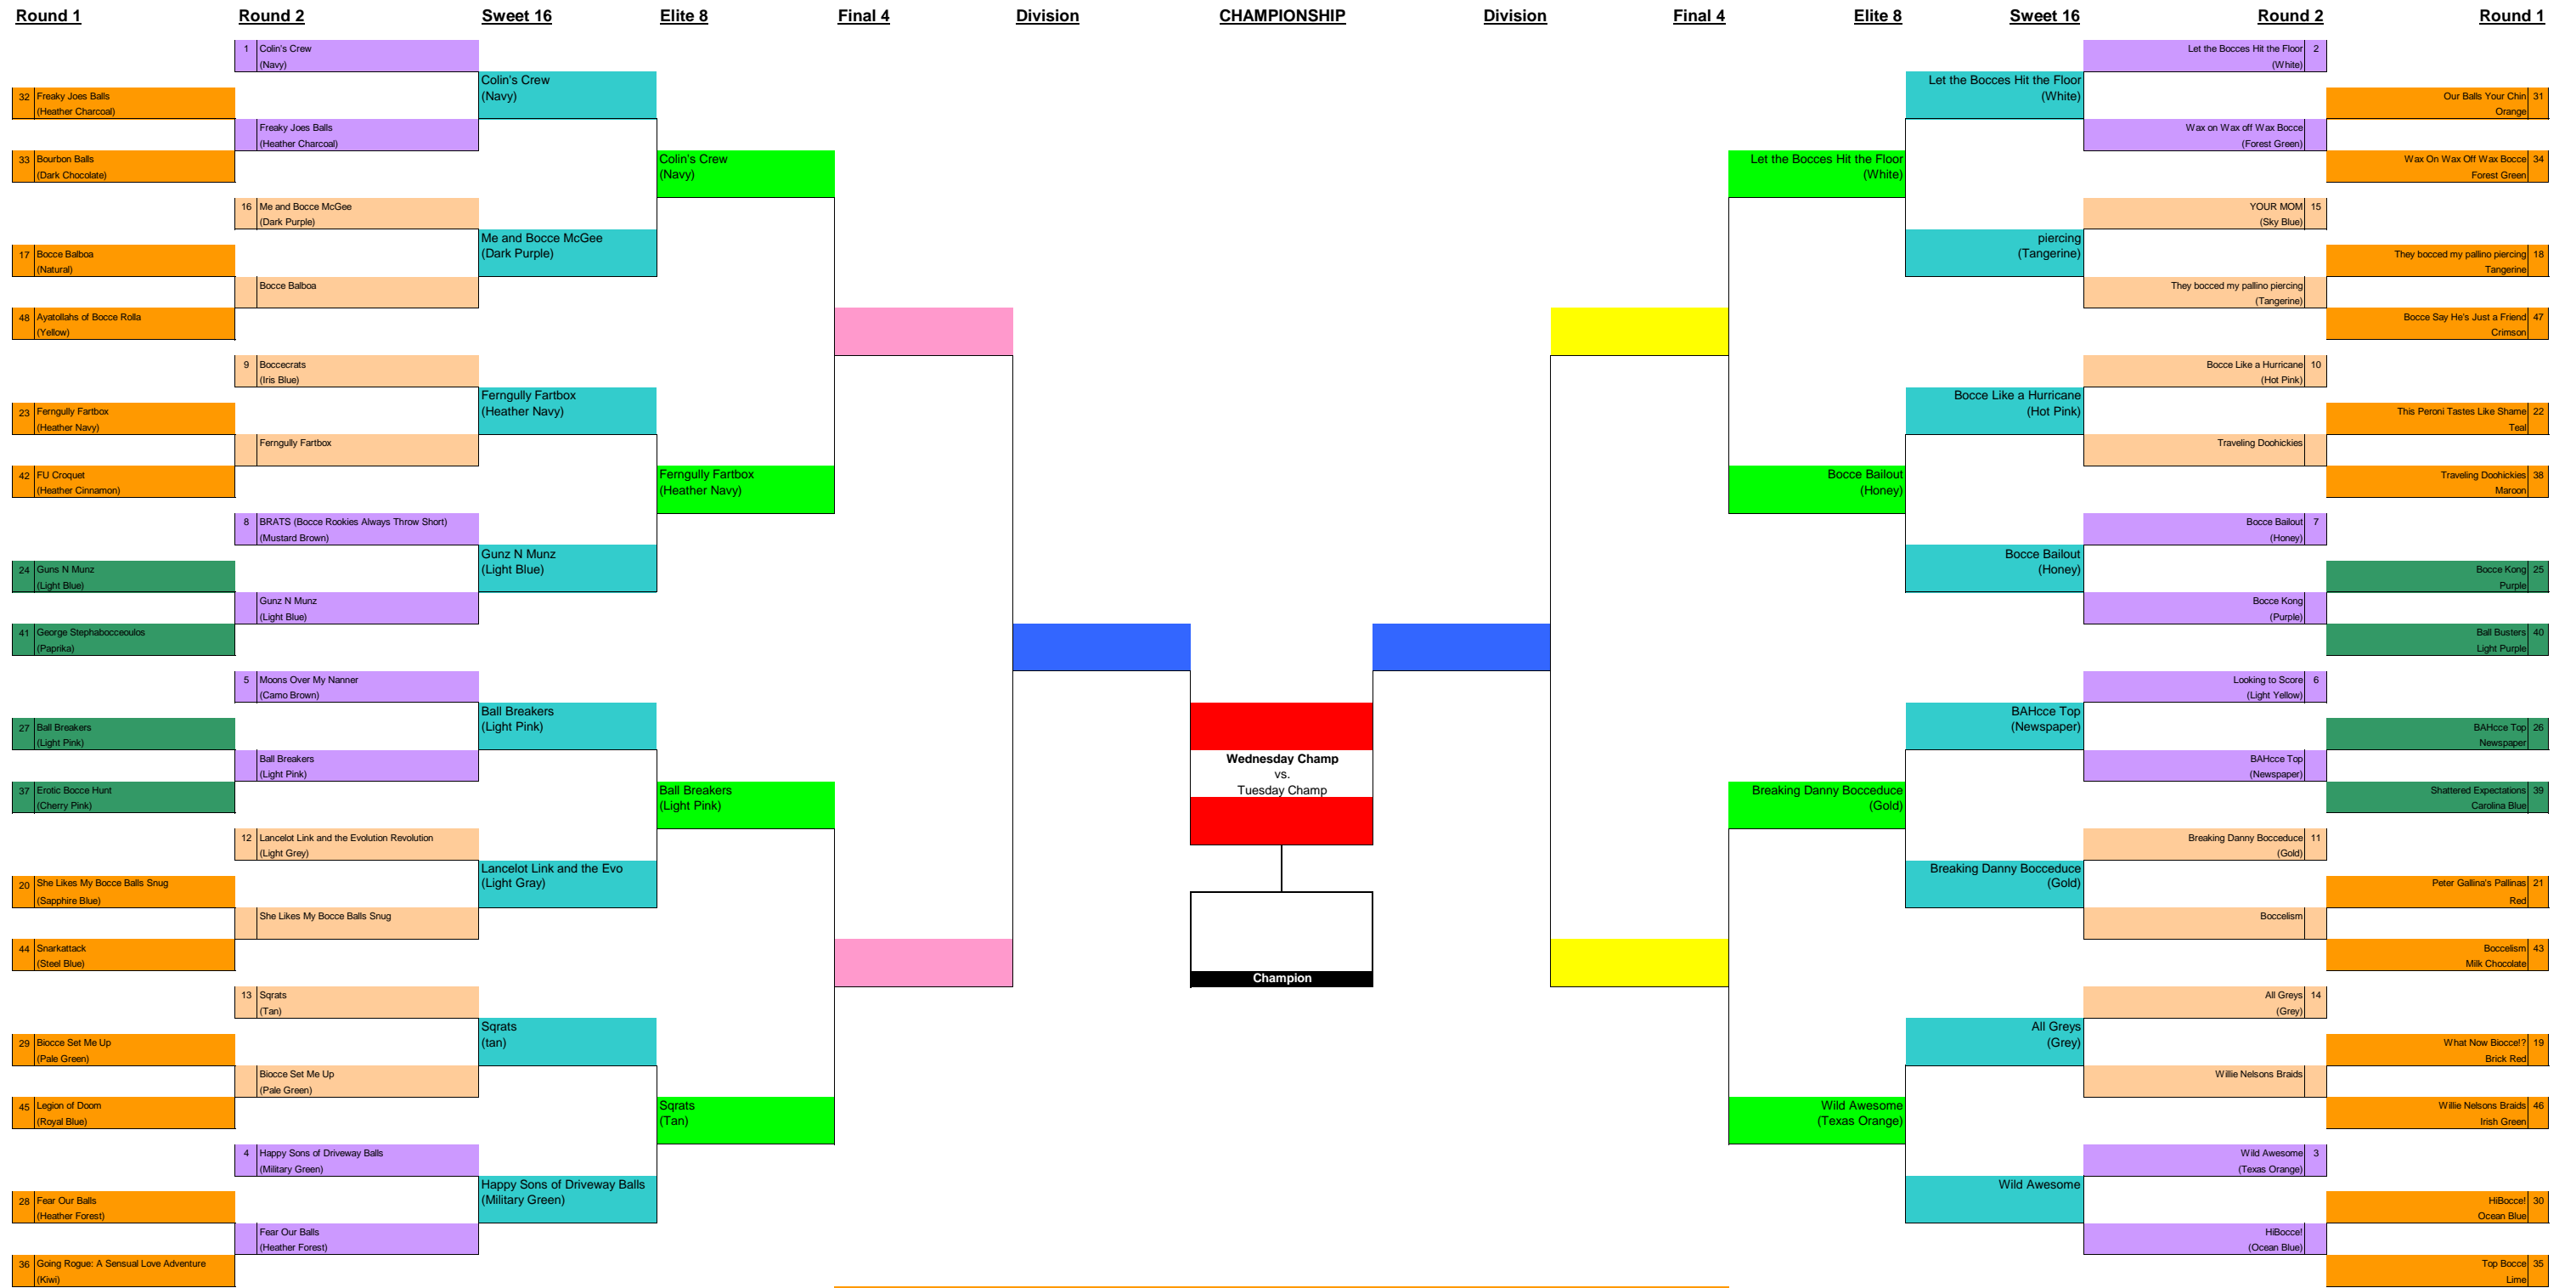 Round 1 Round 2 Sweet 16 Elite 8 Final 4 Division CHAMPIONSHIP Division Final 4 Elite 8 Sweet 16 Round 2 Round 1
1 Colin's Crew
(Navy)
32 Freaky Joes Balls
(Heather Charcoal)
Freaky Joes Balls
(Heather Charcoal)
33 Bourbon Balls
(Dark Chocolate)
16 Me and Bocce McGee
(Dark Purple)
17 Bocce Balboa
(Natural)
Bocce Balboa
48 Ayatollahs of Bocce Rolla
(Yellow)
9 Boccecrats
(Iris Blue)
23 Ferngully Fartbox
(Heather Navy)
Ferngully Fartbox
42 FU Croquet
(Heather Cinnamon)
8 BRATS (Bocce Rookies Always Throw Short)
(Mustard Brown)
24 Guns N Munz
(Light Blue)
Gunz N Munz
(Light Blue)
41 George Stephabocceoulos
(Paprika)
5 Moons Over My Nanner
(Camo Brown)
27 Ball Breakers
(Light Pink)
Ball Breakers
(Light Pink)
37 Erotic Bocce Hunt
(Cherry Pink)
12 Lancelot Link and the Evolution Revolution
(Light Grey)
20 She Likes My Bocce Balls Snug
(Sapphire Blue)
She Likes My Bocce Balls Snug
44 Snarkattack
(Steel Blue)
13 Sqrats
(Tan)
29 Biocce Set Me Up
(Pale Green)
Biocce Set Me Up
(Pale Green)
45 Legion of Doom
(Royal Blue)
4 Happy Sons of Driveway Balls
(Military Green)
28 Fear Our Balls
(Heather Forest)
Fear Our Balls
(Heather Forest)
36 Going Rogue: A Sensual Love Adventure
(Kiwi)
Colin's Crew
(Navy)
Me and Bocce McGee
(Dark Purple)
Ferngully Fartbox
(Heather Navy)
Gunz N Munz
(Light Blue)
Ball Breakers
(Light Pink)
Lancelot Link and the Evo
(Light Gray)
Sqrats
(tan)
Happy Sons of Driveway Balls
(Military Green)
Colin's Crew
(Navy)
Ferngully Fartbox
(Heather Navy)
Ball Breakers
(Light Pink)
Sqrats
(Tan)
Wednesday Champ
vs.
Tuesday Champ
Champion
Let the Bocces Hit the Floor
(White)
Bocce Bailout
(Honey)
Breaking Danny Bocceduce
(Gold)
Wild Awesome
(Texas Orange)
Let the Bocces Hit the Floor
(White)
piercing
(Tangerine)
Bocce Like a Hurricane
(Hot Pink)
Bocce Bailout
(Honey)
BAHcce Top
(Newspaper)
Breaking Danny Bocceduce
(Gold)
All Greys
(Grey)
Wild Awesome
Let the Bocces Hit the Floor 2
(White)
Our Balls Your Chin 31
Orange
Wax on Wax off Wax Bocce
(Forest Green)
Wax On Wax Off Wax Bocce 34
Forest Green
YOUR MOM 15
(Sky Blue)
They bocced my pallino piercing 18
Tangerine
They bocced my pallino piercing
(Tangerine)
Bocce Say He's Just a Friend 47
Crimson
Bocce Like a Hurricane 10
(Hot Pink)
This Peroni Tastes Like Shame 22
Teal
Traveling Doohickies
Traveling Doohickies 38
Maroon
Bocce Bailout 7
(Honey)
Bocce Kong 25
Purple
Bocce Kong
(Purple)
Ball Busters 40
Light Purple
Looking to Score 6
(Light Yellow)
BAHcce Top 26
Newspaper
BAHcce Top
(Newspaper)
Shattered Expectations 39
Carolina Blue
Breaking Danny Bocceduce 11
(Gold)
Peter Gallina's Pallinas 21
Red
Boccelism
Boccelism 43
Milk Chocolate
All Greys 14
(Grey)
What Now Biocce!? 19
Brick Red
Willie Nelsons Braids
Willie Nelsons Braids 46
Irish Green
Wild Awesome 3
(Texas Orange)
HiBocce! 30
Ocean Blue
HiBocce!
(Ocean Blue)
Top Bocce 35
Lime